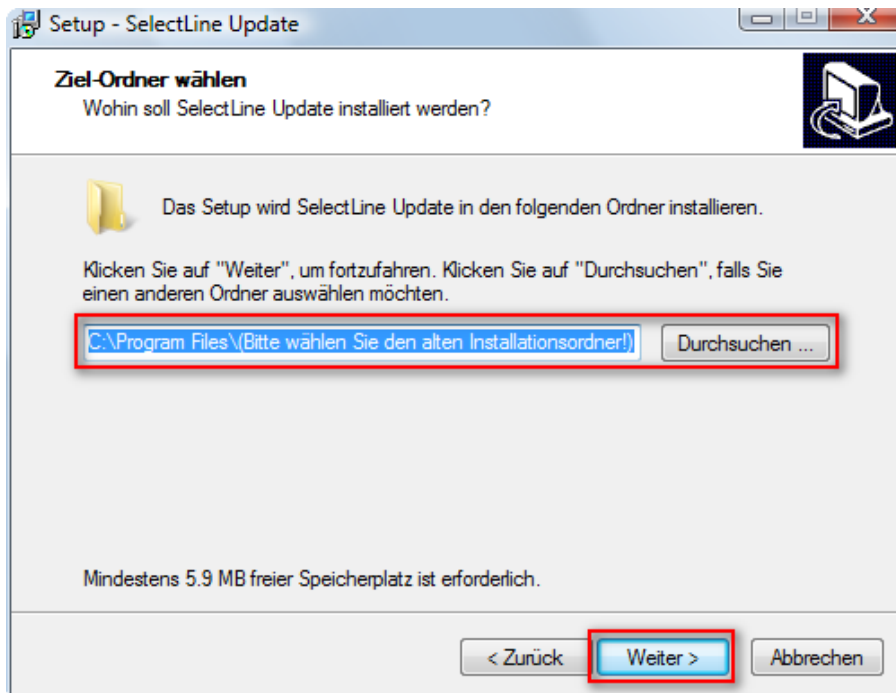 Setup - SelectLine Update
Ziel-Ordner wählen
Wohin soll SelectLine Update installiert werden?
Das Setup wird SelectLine Update in den folgenden Ordner installieren.
Klicken Sie auf "Weiter", um fortzufahren. Klicken Sie auf "Durchsuchen", falls Sie
einen anderen Ordner auswählen möchten.
C:\Program Files\(Bitte wählen Sie den alten Installationsordner!)
Durchsuchen ...
Mindestens 5.9 MB freier Speicherplatz ist erforderlich.
< Zurück
Weiter >
Abbrechen